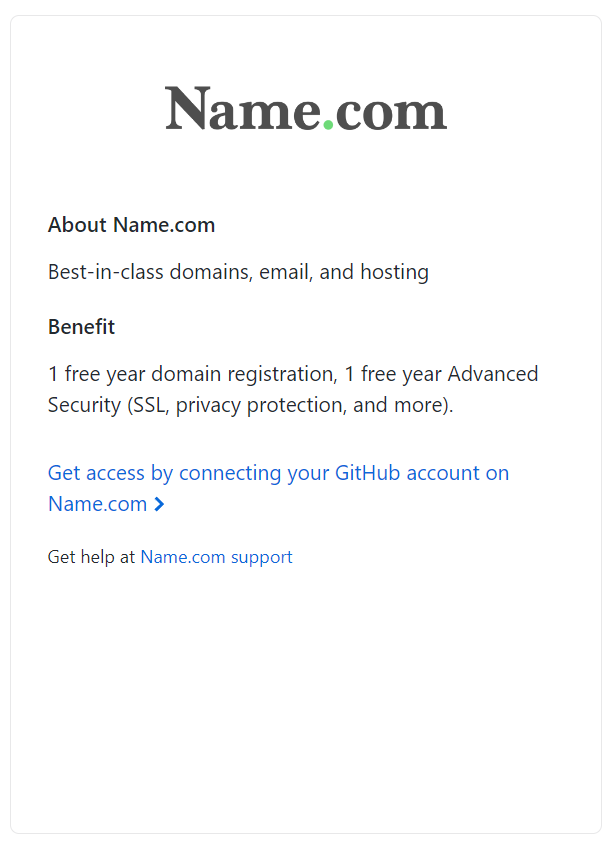 Name.com
About Name.com
Best-in-class domains, email, and hosting
Benefit
1 free year domain registration, 1 free year Advanced
Security (SSL, privacy protection, and more).
Get access by connecting your GitHub account on
Name.com
Get help at Name.com support